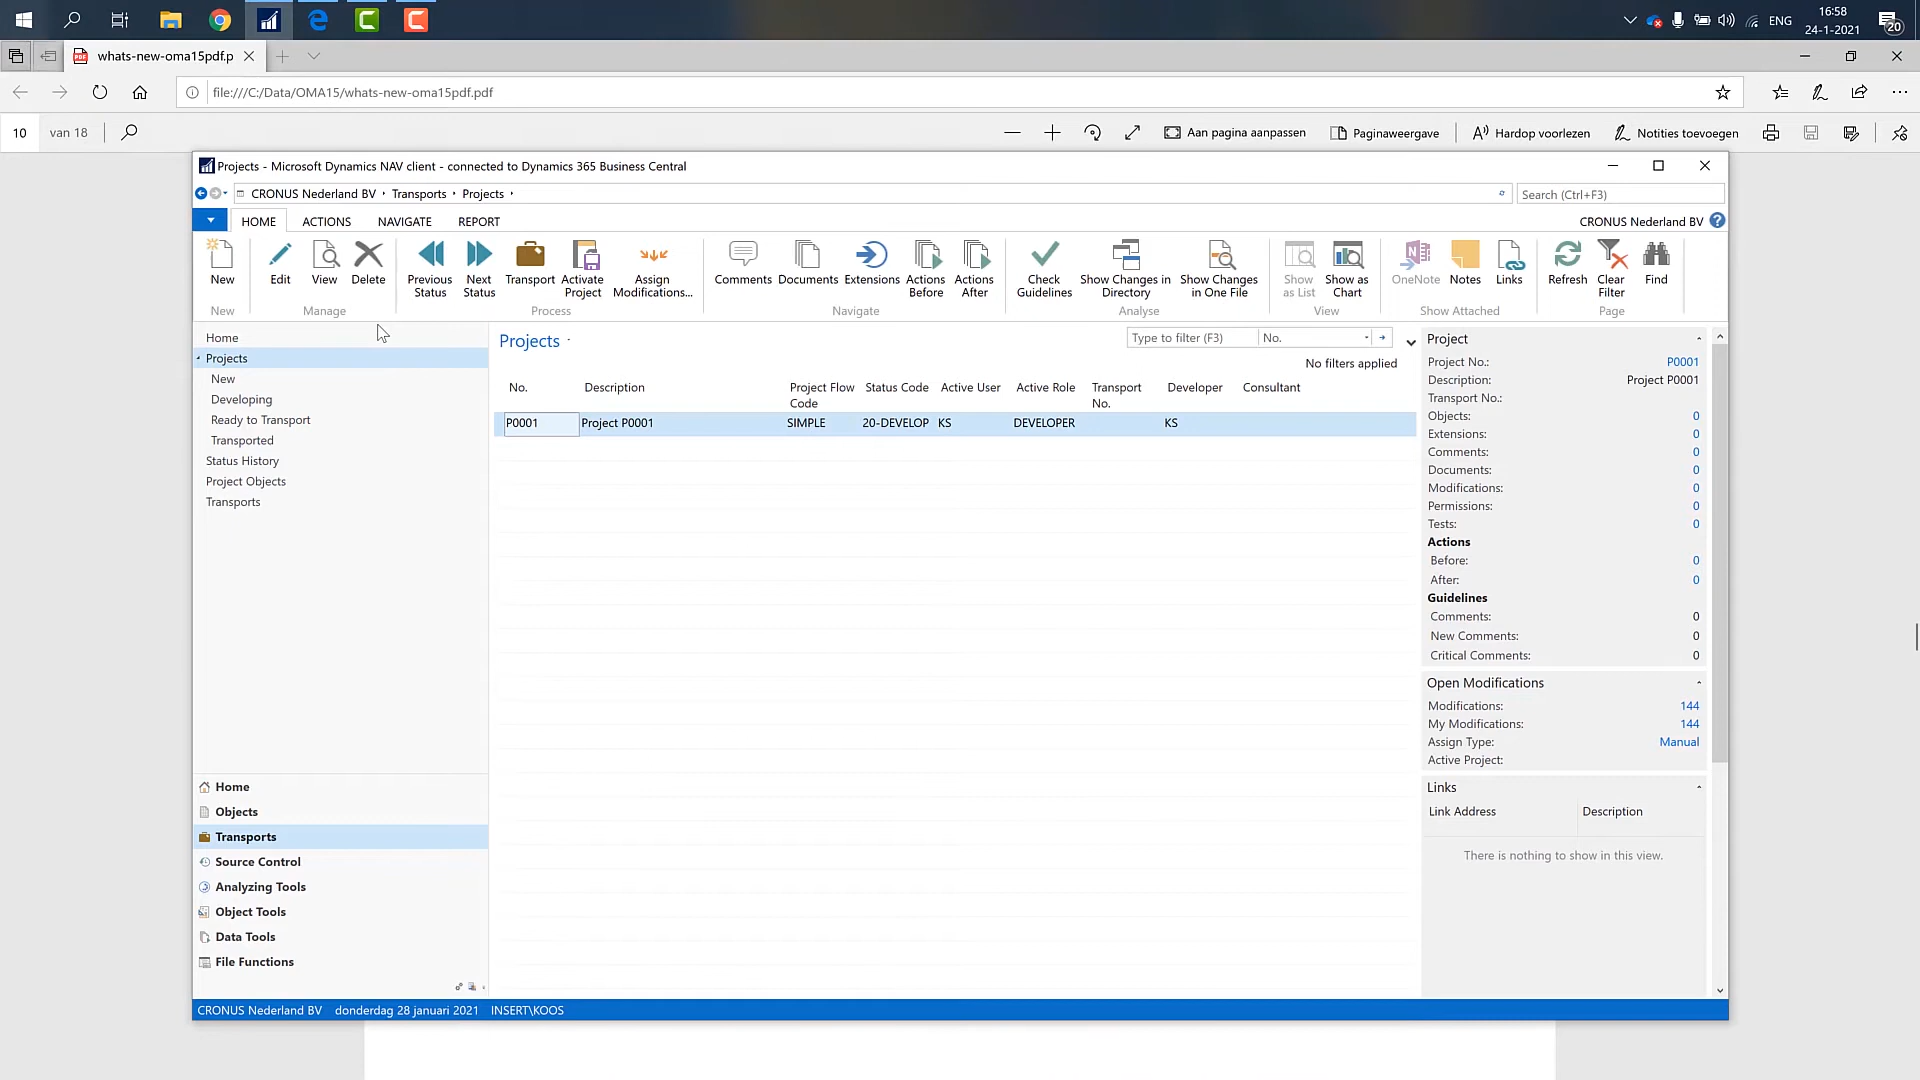 16:58
ENG
24-1-2021
20
whats-new-oma15pdf.p
file:///C:/Data/OMA15/whats-new-oma15pdf.pdf
10 van 18
Aan pagina aanpassen
Paginaweergave
Hardop voorlezen
Notities toevoegen
Projects - Microsoft Dynamics NAV client - connected to Dynamics 365 Business Central
CRONUS Nederland BV Transports Projects
Search (Ctrl+F3)
HOME ACTIONS NAVIGATE REPORT
CRONUS Nederland BV
New
Edit
View
Delete
Previous Status
Next Status
Transport
Activate Project
Assign Modifications...
Comments
Documents
Extensions
Actions Before
Actions After
Check Guidelines
Show Changes in Directory
Show Changes in One File
Show as List
Show as Chart
OneNote
Notes
Links
Refresh
Clear Filter
Find
New Manage Process Navigate Analyse View Show Attached Page
Home
Projects
New
Developing
Ready to Transport
Transported
Status History
Project Objects
Transports
Home
Objects
Transports
Source Control
Analyzing Tools
Object Tools
Data Tools
File Functions
Projects
Type to filter (F3) No.
No filters applied
No. Description Project Flow Code Status Code Active User Active Role Transport No. Developer Consultant
P0001 Project P0001 SIMPLE 20-DEVELOP KS DEVELOPER KS
Project
Project No.: P0001
Description: Project P0001
Transport No.:
Objects: 0
Extensions: 0
Comments: 0
Documents: 0
Modifications: 0
Permissions: 0
Tests: 0
Actions
Before: 0
After: 0
Guidelines
Comments: 0
New Comments: 0
Critical Comments: 0
Open Modifications
Modifications: 144
My Modifications: 144
Assign Type: Manual
Active Project:
Links
Link Address Description
There is nothing to show in this view.
CRONUS Nederland BV donderdag 28 januari 2021 INSERT\KOOS